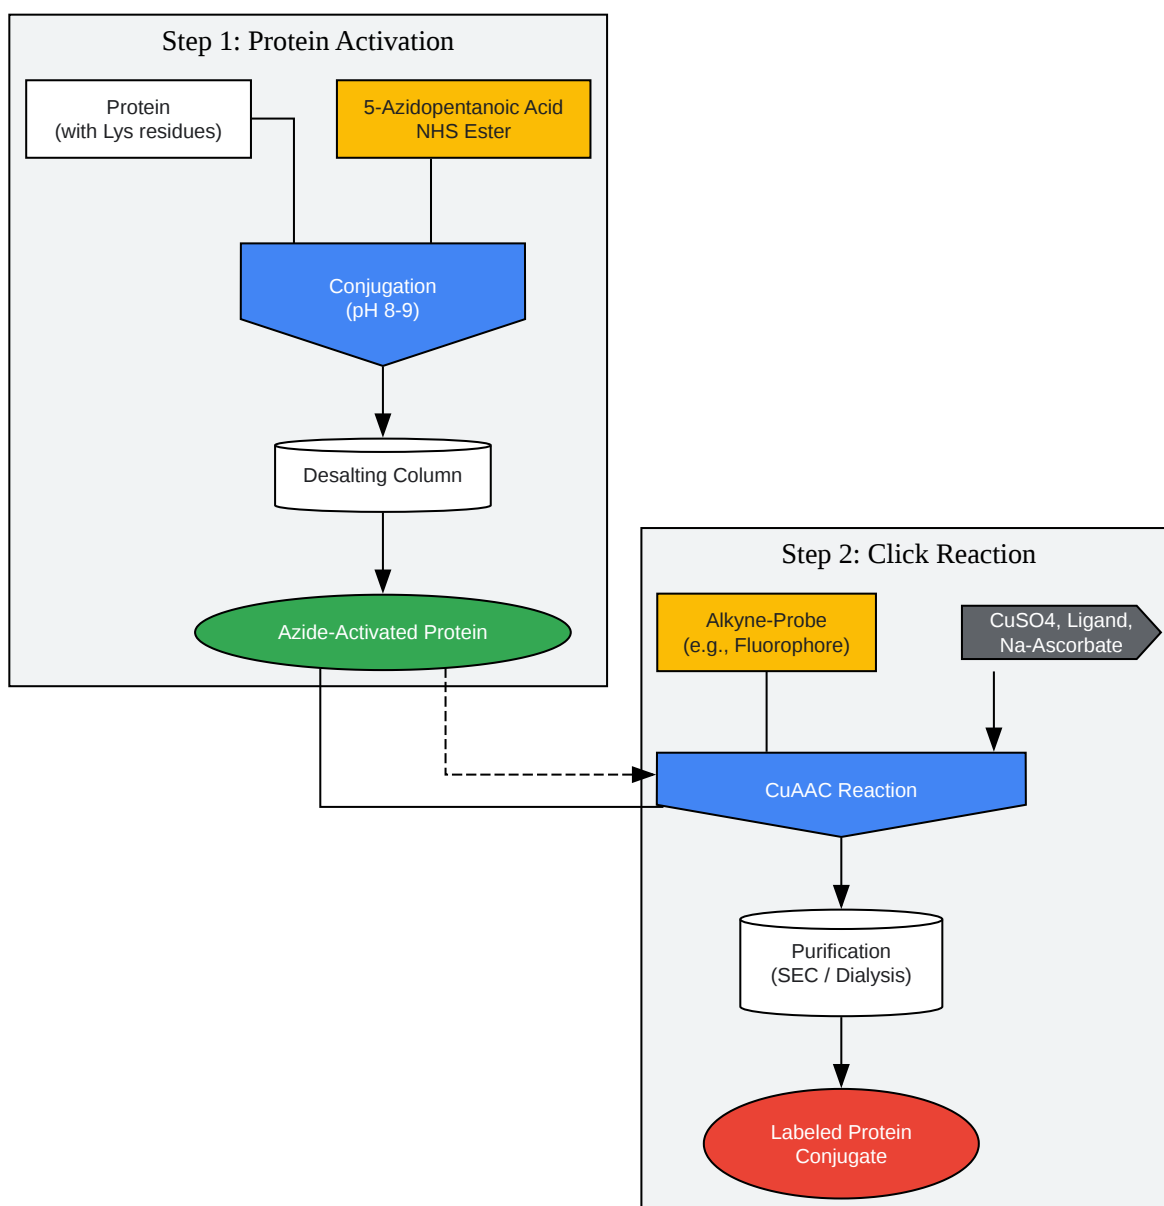 Step 1: Protein Activation
Protein
(with Lys residues)
5-Azidopentanoic Acid
NHS Ester
Conjugation
(pH 8-9)
Desalting Column
Azide-Activated Protein
Step 2: Click Reaction
Alkyne-Probe
(e.g., Fluorophore)
CuSO4, Ligand,
Na-Ascorbate
CuAAC Reaction
Purification
(SEC / Dialysis)
Labeled Protein
Conjugate